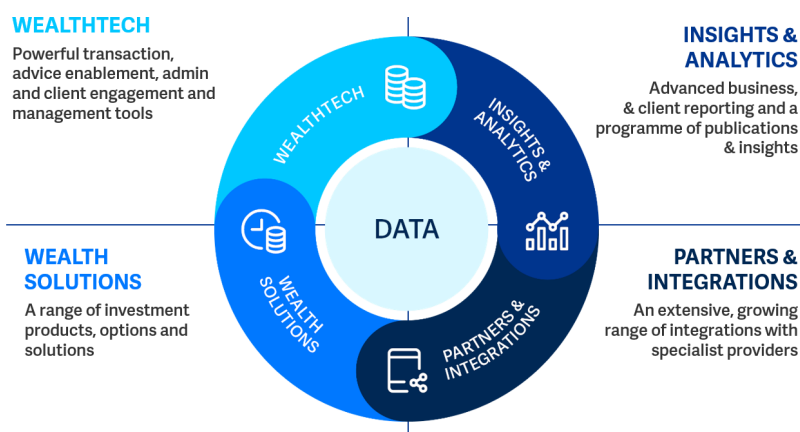 WEALTHTECH
Powerful transaction,
advice enablement, admin
and client engagement and
management tools
INSIGHTS &
ANALYTICS
Advanced business,
& client reporting and a
programme of publications
& insights
WEALTHTECH
INSIGHTS &
ANALYTICS
DATA
WEALTH
SOLUTIONS
PARTNERS &
INTEGRATIONS
WEALTH
SOLUTIONS
A range of investment
products, options and
solutions
PARTNERS &
INTEGRATIONS
An extensive, growing
range of integrations with
specialist providers